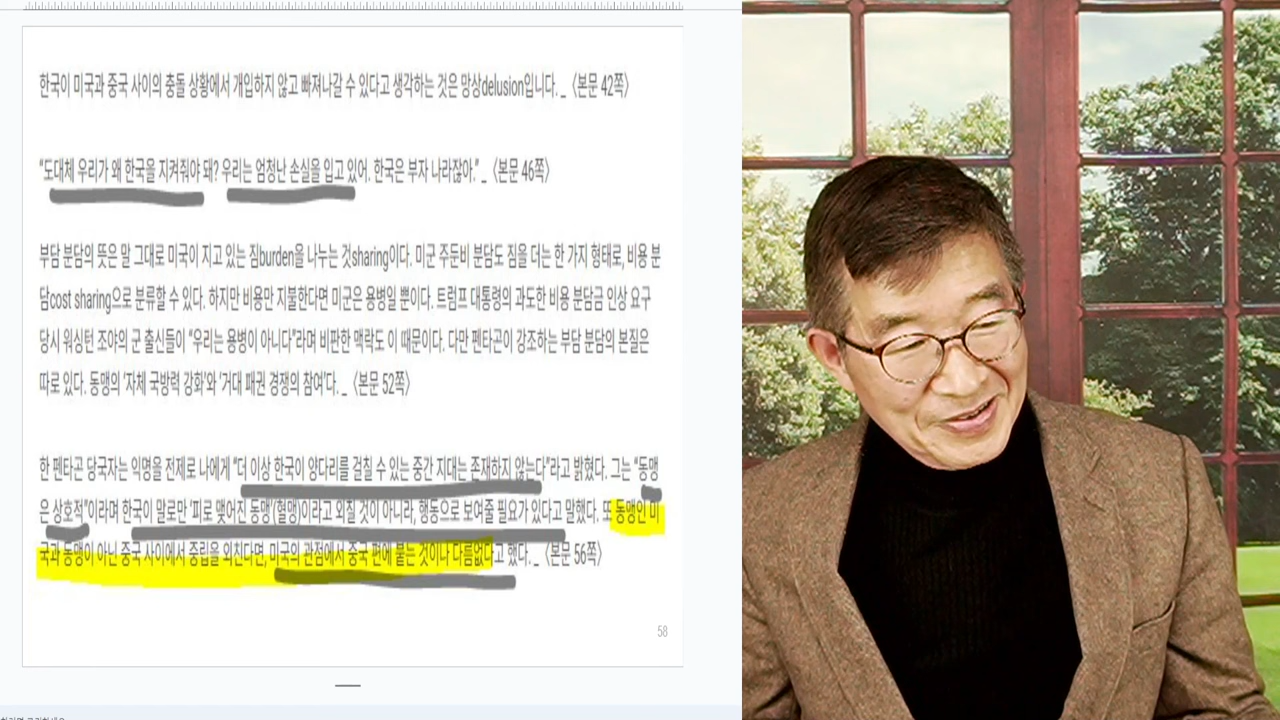 한국이 미국과 중국 사이의 충돌 상황에서 개입하지 않고 빠져나갈 수 있다고 생각하는 것은 망상delusion입니다. _〈본문 42쪽〉
“도대체 우리가 왜 한국을 지켜줘야 돼? 우리는 엄청난 손실을 입고 있어. 한국은 부자 나라잖아.” _〈본문 46쪽〉
부담 분담의 뜻은 말 그대로 미국이 지고 있는 짐burden을 나누는 것sharing이다. 미군 주둔비 분담도 짐을 더는 한 가지 형태로, 비용 분
담cost sharing으로 분류할 수 있다. 하지만 비용만 지불한다면 미군은 용병일 뿐이다. 트럼프 대통령의 과도한 비용 분담금 인상 요구
당시 워싱턴 조야의 군 출신들이 “우리는 용병이 아니다”라며 비판한 맥락도 이 때문이다. 다만 펜타곤이 강조하는 부담 분담의 본질은
따로 있다. 동맹의 ‘자체 국방력 강화’와 ‘거대 패권 경쟁의 참여’다. _〈본문 52쪽〉
한 펜타곤 당국자는 익명을 전제로 나에게 “더 이상 한국이 양다리를 걸칠 수 있는 중간 지대는 존재하지 않는다”라고 밝혔다. 그는 “동맹
은 상호적”이라며 한국이 말로만 ‘피로 맺어진 동맹’(혈맹)이라고 외칠 것이 아니라, 행동으로 보여줄 필요가 있다고 말했다. 또 동맹인 미
국과 동맹이 아닌 중국 사이에서 중립을 외친다면, 미국의 관점에서 중국 편에 붙는 것이나 다름없다고 했다. _〈본문 56쪽〉
58